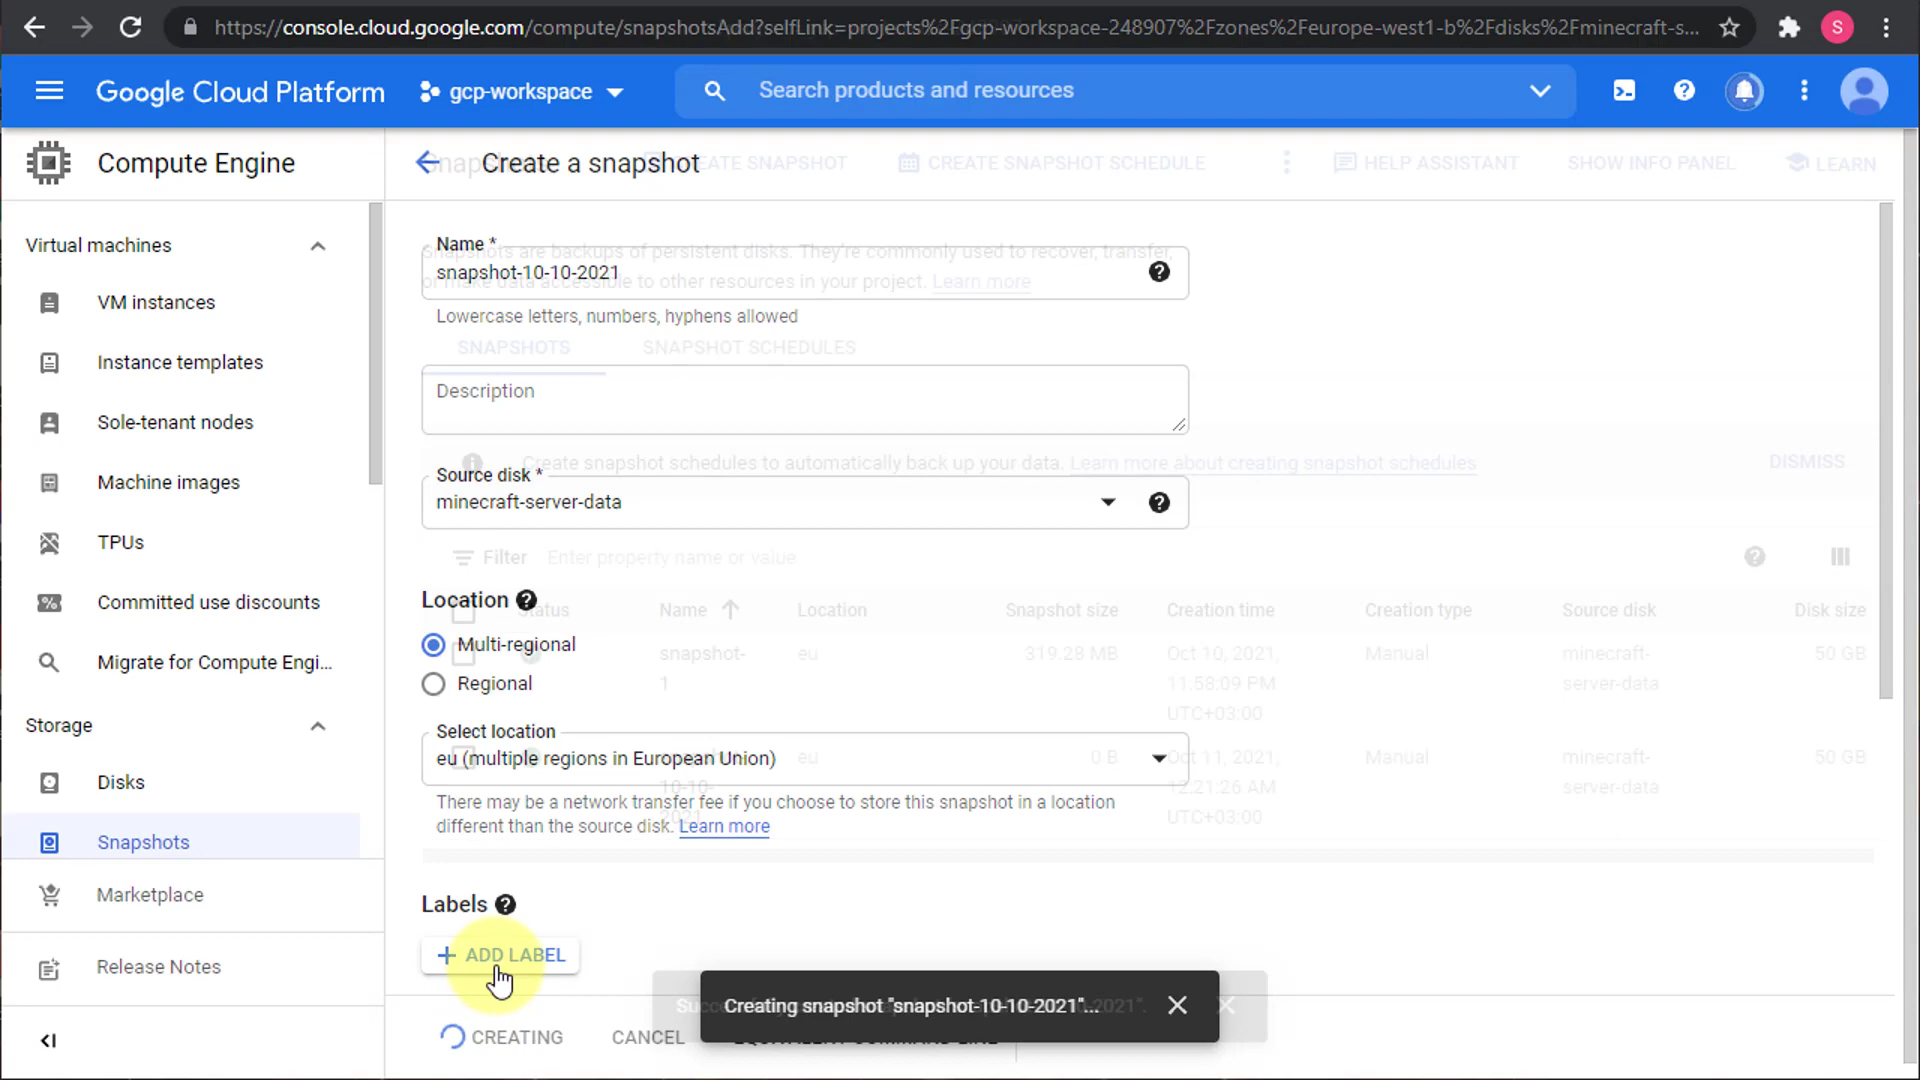 https://console.cloud.google.com/compute/snapshotsAdd?selfLink=projects%2Fgcp-workspace-248907%2Fzones%2Feurope-west1-b%2Fdisks%2Fminecraft-s...
S
Google Cloud Platform
gcp-workspace
Search products and resources
Compute Engine
Create a snapshot
CREATE SNAPSHOT SCHEDULE
HELP ASSISTANT
SHOW INFO PANEL
LEARN
Virtual machines
VM instances
Instance templates
Sole-tenant nodes
Machine images
TPUs
Committed use discounts
Migrate for Compute Engi...
Storage
Disks
Snapshots
Marketplace
Release Notes
Name *
Snapshots are backups of persistent disks. They're commonly used to recover, transfer,
snapshot-10-10-2021
or make data accessible to other resources in your project. Learn more
Lowercase letters, numbers, hyphens allowed
SNAPSHOTS
SNAPSHOT SCHEDULES
Description
Create snapshot schedules to automatically back up your data. Learn more about creating snapshot schedules
DISMISS
Source disk *
minecraft-server-data
Filter
Enter property name or value
Location
Status
Name
Location
Snapshot size
Creation time
Creation type
Source disk
Disk size
Multi-regional
Regional
snapshot-
1
eu
319.28 MB
Oct 10, 2021,
11:58:09 PM
UTC+03:00
Manual
minecraft-
server-data
50 GB
Select location
eu (multiple regions in European Union)
eu
0 B
Oct 11, 2021,
12:21:26 AM
UTC+03:00
Manual
minecraft-
server-data
50 GB
10-10-
2021
There may be a network transfer fee if you choose to store this snapshot in a location
different than the source disk. Learn more
Labels
+ ADD LABEL
Creating snapshot "snapshot-10-10-2021"...
CREATING
CANCEL
EQUIVALENT COMMAND LINE